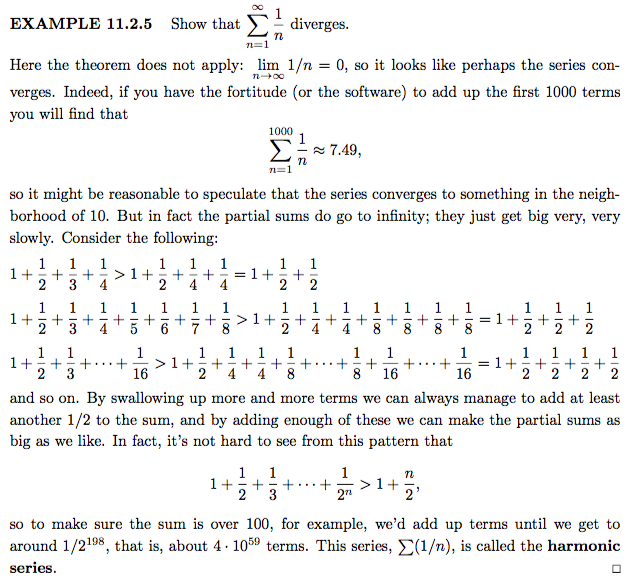 EXAMPLE 11.2.5 Show that $\sum_{n=1}^{\infty} \frac{1}{n}$ diverges.
Here the theorem does not apply: $\lim_{n \to \infty} 1/n = 0$, so it looks like perhaps the series con-
verges. Indeed, if you have the fortitude (or the software) to add up the first 1000 terms
you will find that
$\sum_{n=1}^{1000} \frac{1}{n} \approx 7.49,$
so it might be reasonable to speculate that the series converges to something in the neigh-
borhood of 10. But in fact the partial sums do go to infinity; they just get big very, very
slowly. Consider the following:
$1 + \frac{1}{2} + \frac{1}{3} + \frac{1}{4} > 1 + \frac{1}{2} + \frac{1}{4} + \frac{1}{4} = 1 + \frac{1}{2} + \frac{1}{2}$
$1 + \frac{1}{2} + \frac{1}{3} + \frac{1}{4} + \frac{1}{5} + \frac{1}{6} + \frac{1}{7} + \frac{1}{8} > 1 + \frac{1}{2} + \frac{1}{4} + \frac{1}{4} + \frac{1}{8} + \frac{1}{8} + \frac{1}{8} + \frac{1}{8} = 1 + \frac{1}{2} + \frac{1}{2} + \frac{1}{2}$
$1 + \frac{1}{2} + \frac{1}{3} + \cdots + \frac{1}{16} > 1 + \frac{1}{2} + \frac{1}{4} + \frac{1}{4} + \frac{1}{8} + \cdots + \frac{1}{8} + \frac{1}{16} + \cdots + \frac{1}{16} = 1 + \frac{1}{2} + \frac{1}{2} + \frac{1}{2} + \frac{1}{2}$
and so on. By swallowing up more and more terms we can always manage to add at least
another 1/2 to the sum, and by adding enough of these we can make the partial sums as
big as we like. In fact, it's not hard to see from this pattern that
$1 + \frac{1}{2} + \frac{1}{3} + \cdots + \frac{1}{2^n} > 1 + \frac{n}{2},$
so to make sure the sum is over 100, for example, we'd add up terms until we get to
around $1/2^{198}$, that is, about $4 \cdot 10^{59}$ terms. This series, $\sum(1/n)$, is called the harmonic
series. □